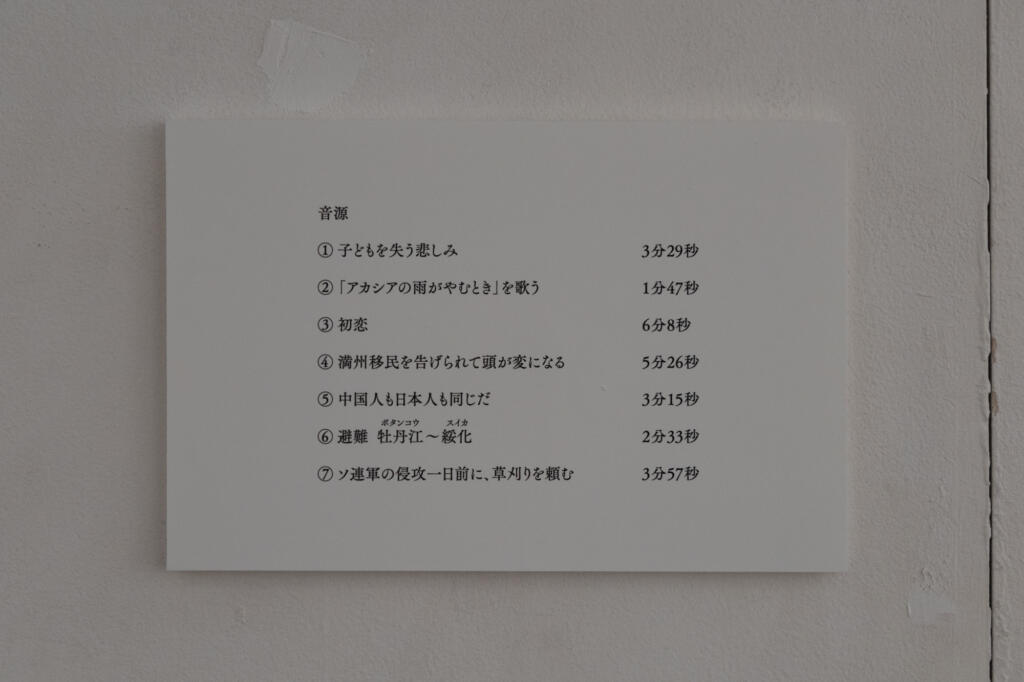 音源
① 子どもを失う悲しみ 3分29秒
② 「アカシアの雨がやむとき」を歌う 1分47秒
③ 初恋 6分8秒
④ 満州移民を告げられて頭が変になる 5分26秒
⑤ 中国人も日本人も同じだ 3分15秒
ボタンコウ スイカ
⑥ 避難 牡丹江～綏化 2分33秒
⑦ ソ連軍の侵攻一日前に、草刈りを頼む 3分57秒